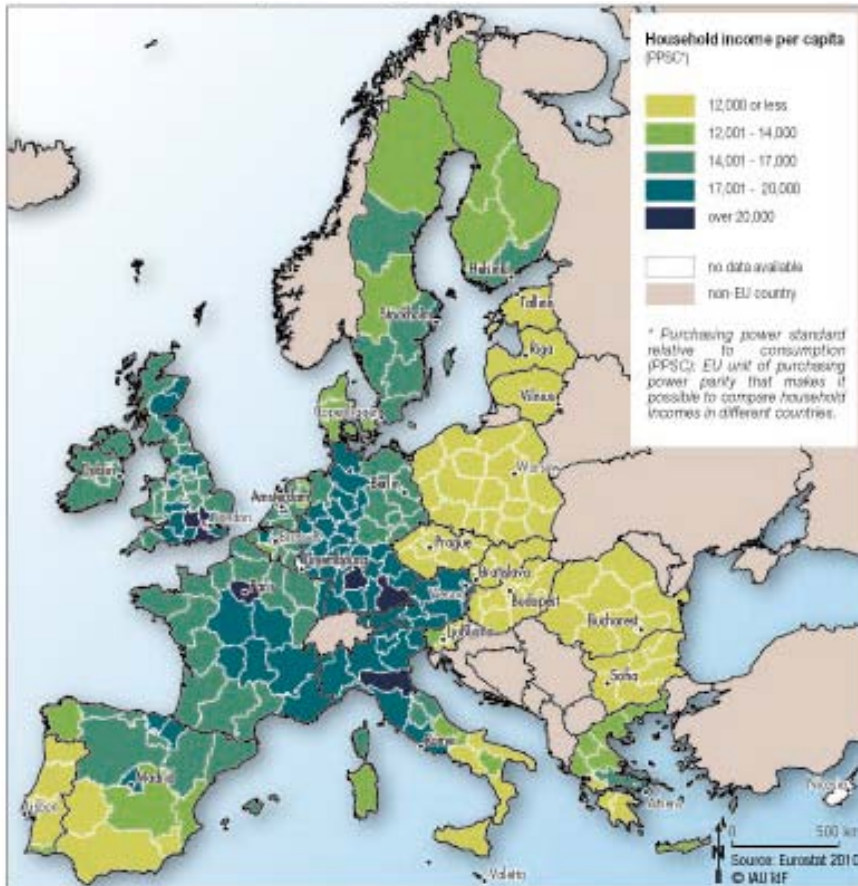 Household income per capita
(PPSC*)
12,000 or less
12,001 - 14,000
14,001 - 17,000
17,001 - 20,000
over 20,000
no data available
non-EU country
* Purchasing power standard
relative to consumption
(PPSC): EU unit of purchasing
power parity that makes it
possible to compare household
incomes in different countries.
Helsinki
Tallinn
Stockholm
Riga
Vilnius
Copenhagen
Dublin
London
Amsterdam
Berlin
Warsaw
Brussels
Luxembourg
Prague
Paris
Vienna
Bratislava
Budapest
Ljubljana
Bucharest
Sofia
Rome
Madrid
Lisbon
Athens
Nicosia
Valetta
N
0 500 km
Source: Eurostat 2010
© IAU îdF